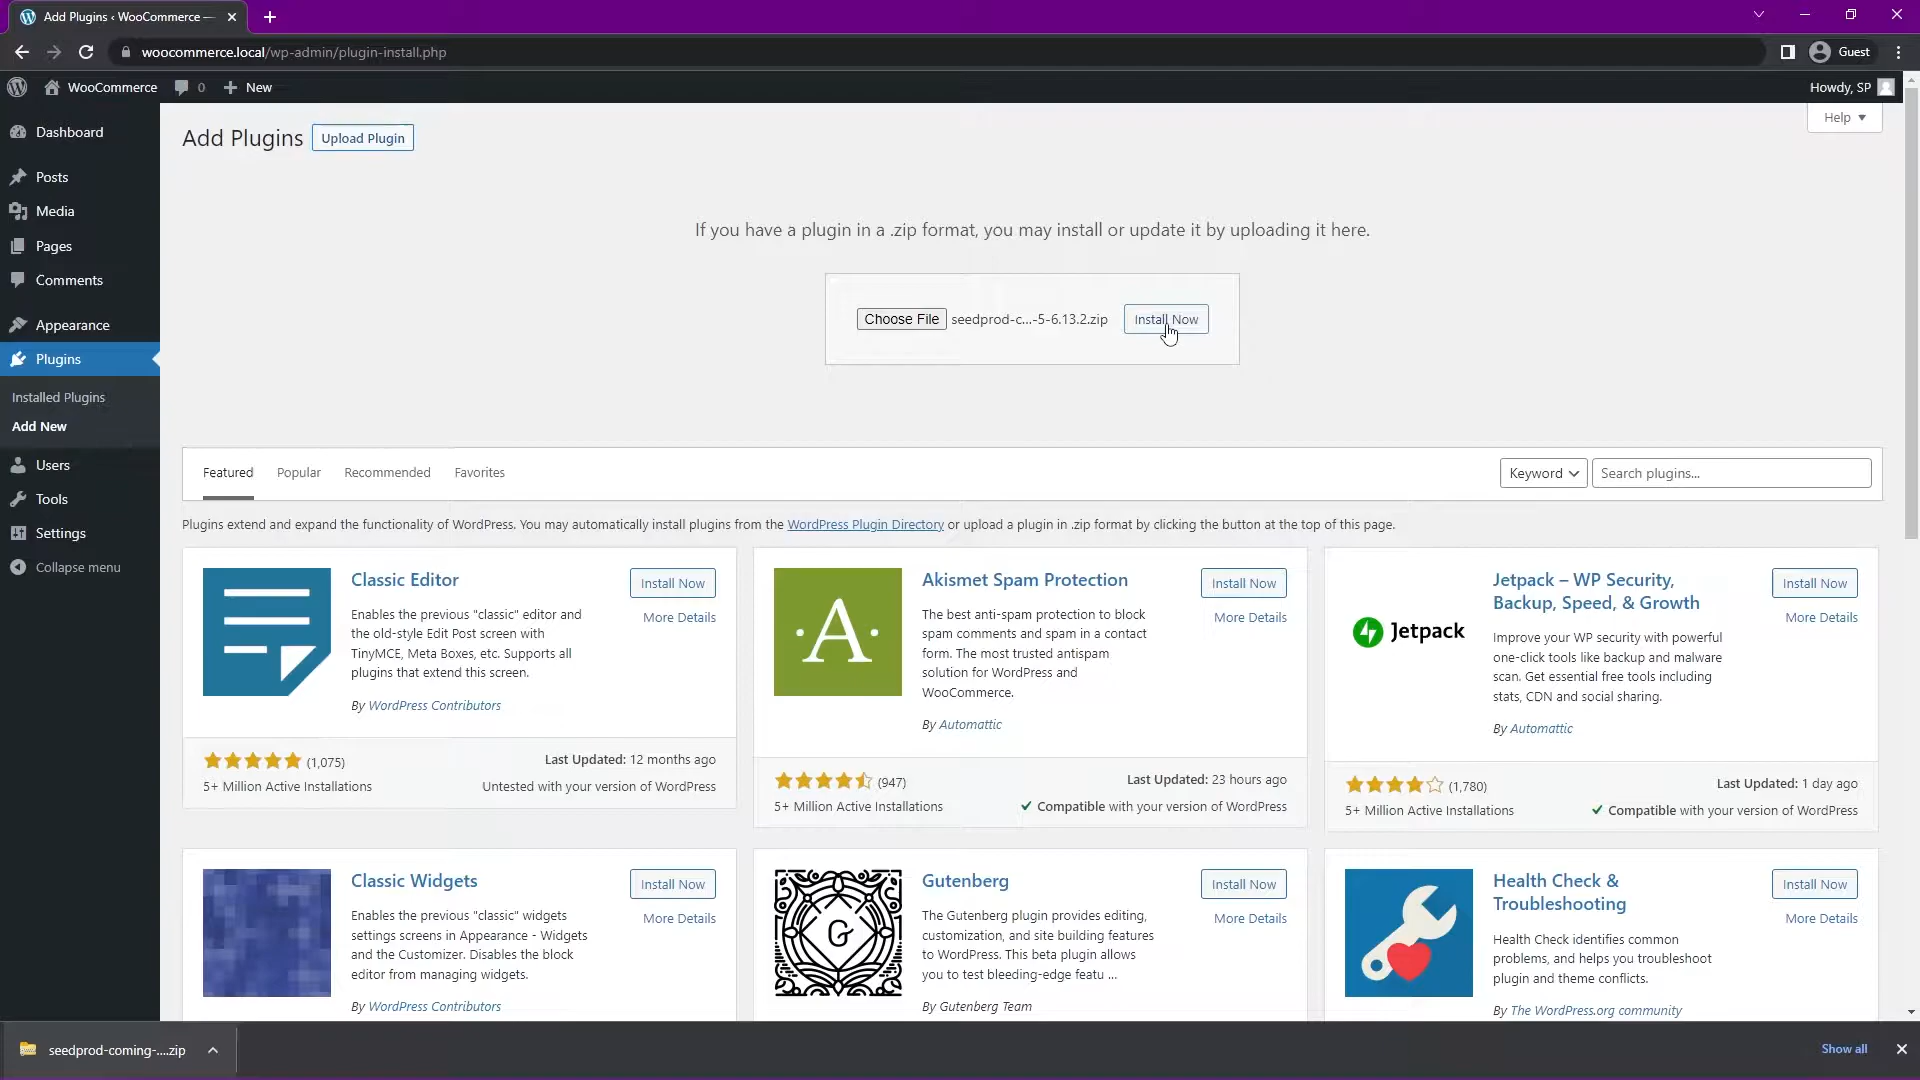 Add Plugins ‹ WooCommerce —
woocommerce.local/wp-admin/plugin-install.php
Guest
WooCommerce
0
New
Howdy, SP
Dashboard
Posts
Media
Pages
Comments
Appearance
Plugins
Installed Plugins
Add New
Users
Tools
Settings
Collapse menu
Add Plugins
Upload Plugin
Help
If you have a plugin in a .zip format, you may install or update it by uploading it here.
Choose File seedprod-c...-5-6.13.2.zip
Install Now
Featured
Popular
Recommended
Favorites
Keyword
Search plugins...
Plugins extend and expand the functionality of WordPress. You may automatically install plugins from the WordPress Plugin Directory or upload a plugin in .zip format by clicking the button at the top of this page.
Classic Editor
Install Now
More Details
Enables the previous "classic" editor and
the old-style Edit Post screen with
TinyMCE, Meta Boxes, etc. Supports all
plugins that extend this screen.
By WordPress Contributors
(1,075)
Last Updated: 12 months ago
5+ Million Active Installations
Untested with your version of WordPress
A
Akismet Spam Protection
Install Now
More Details
The best anti-spam protection to block
spam comments and spam in a contact
form. The most trusted antispam
solution for WordPress and
WooCommerce.
By Automattic
(947)
Last Updated: 23 hours ago
5+ Million Active Installations
Compatible with your version of WordPress
Jetpack
Jetpack – WP Security,
Backup, Speed, & Growth
Install Now
More Details
Improve your WP security with powerful
one-click tools like backup and malware
scan. Get essential free tools including
stats, CDN and social sharing.
By Automattic
(1,780)
Last Updated: 1 day ago
5+ Million Active Installations
Compatible with your version of WordPress
Classic Widgets
Install Now
More Details
Enables the previous "classic" widgets
settings screens in Appearance - Widgets
and the Customizer. Disables the block
editor from managing widgets.
By WordPress Contributors
G
Gutenberg
Install Now
More Details
The Gutenberg plugin provides editing,
customization, and site building features
to WordPress. This beta plugin allows
you to test bleeding-edge featu ...
By Gutenberg Team
Health Check &
Troubleshooting
Install Now
More Details
Health Check identifies common
problems, and helps you troubleshoot
plugin and theme conflicts.
By The WordPress.org community
seedprod-coming-....zip
Show all